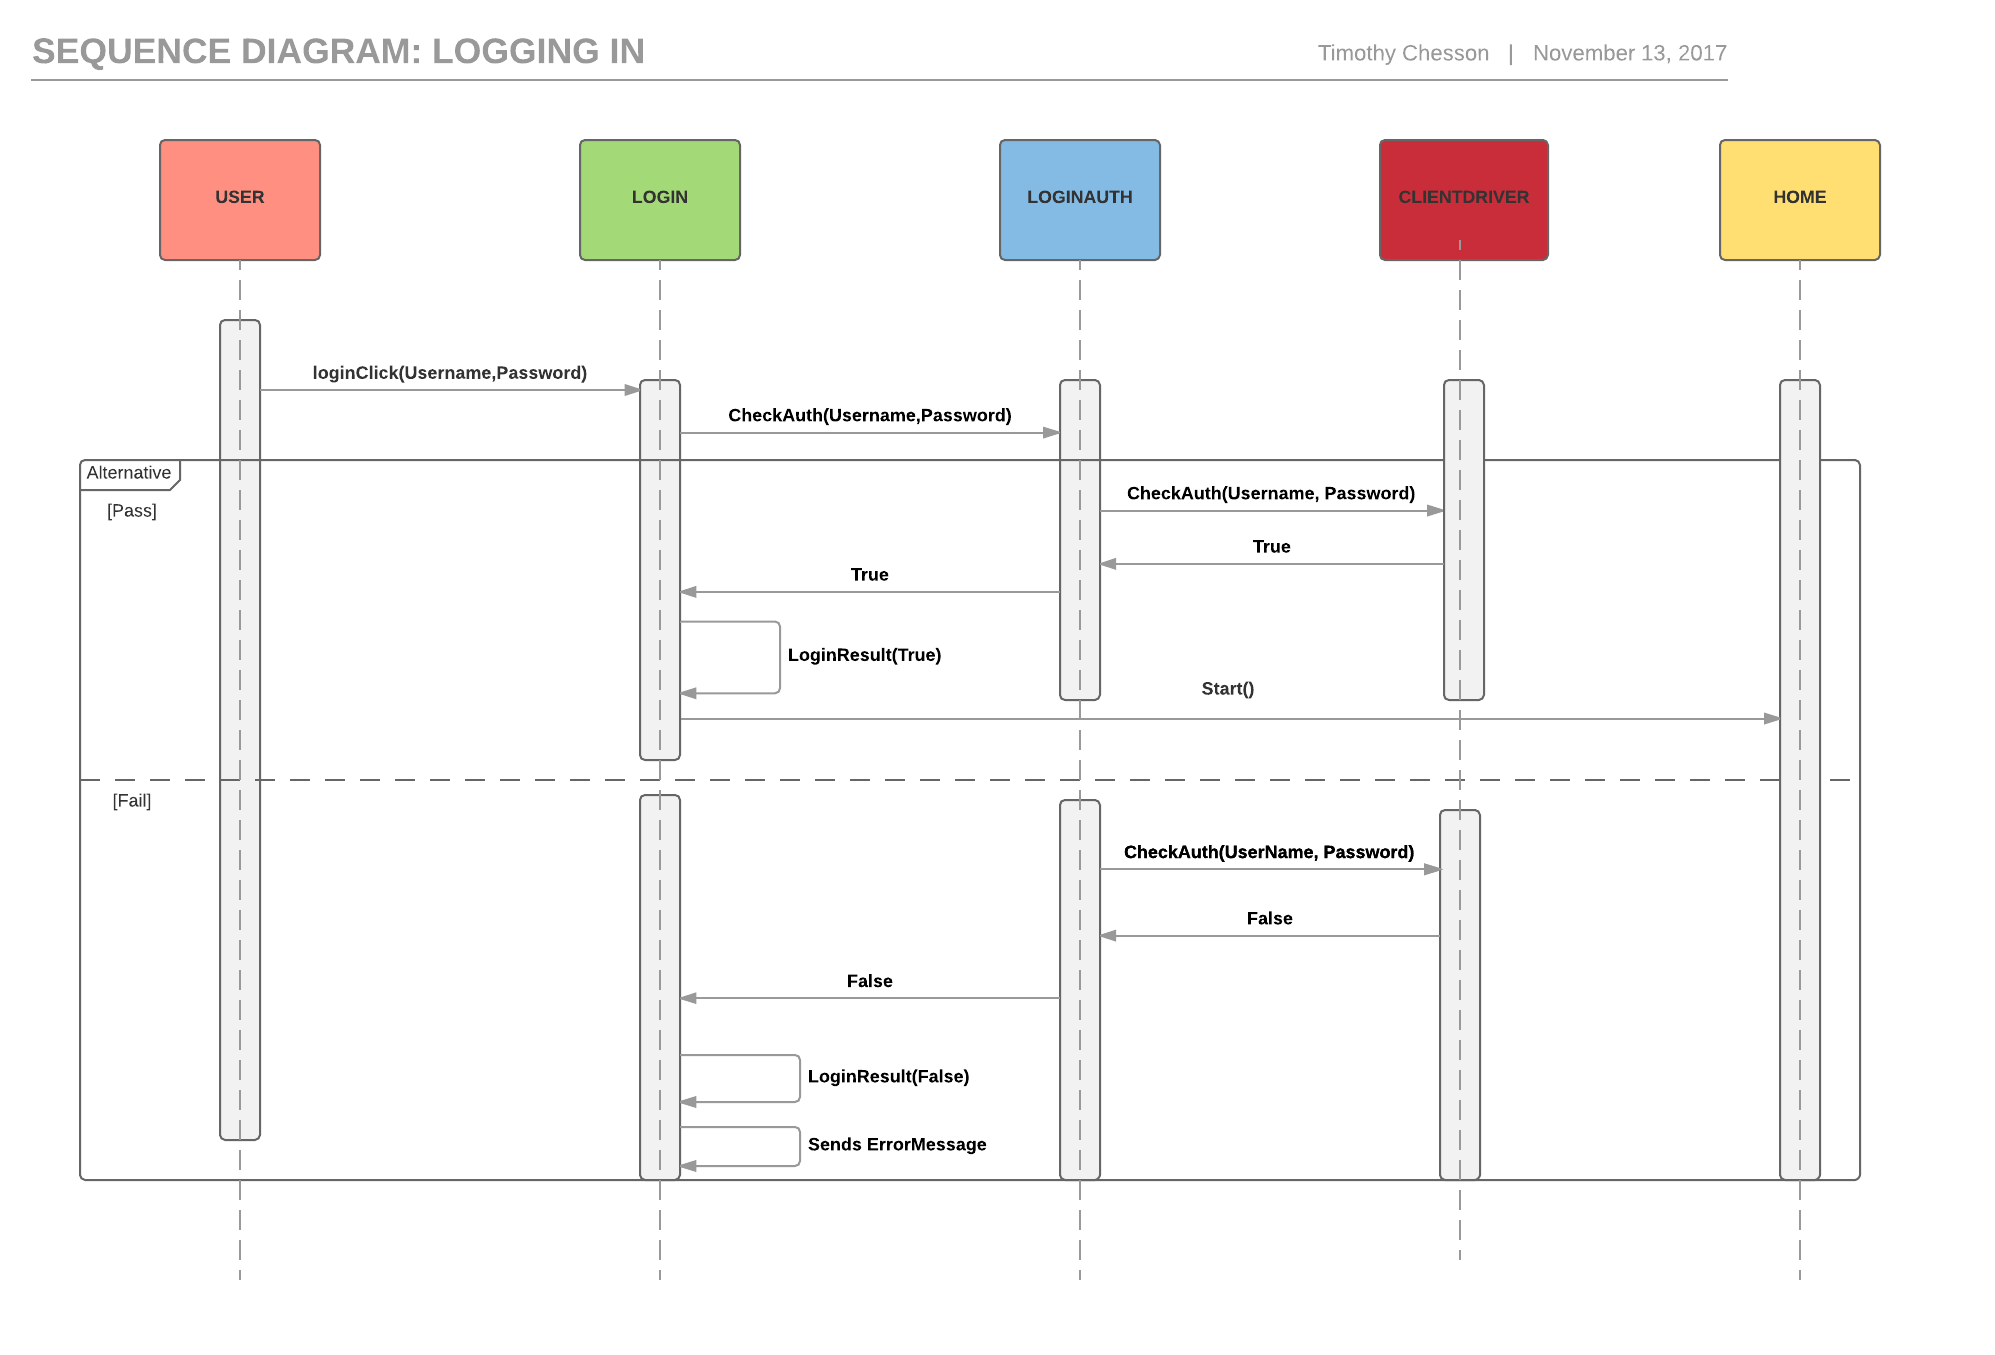 SEQUENCE DIAGRAM: LOGGING IN
Timothy Chesson | November 13, 2017
USER
LOGIN
LOGINAUTH
CLIENTDRIVER
HOME
loginClick(Username,Password)
CheckAuth(Username,Password)
Alternative
[Pass]
CheckAuth(Username, Password)
True
True
LoginResult(True)
Start()
[Fail]
CheckAuth(UserName, Password)
False
False
LoginResult(False)
Sends ErrorMessage